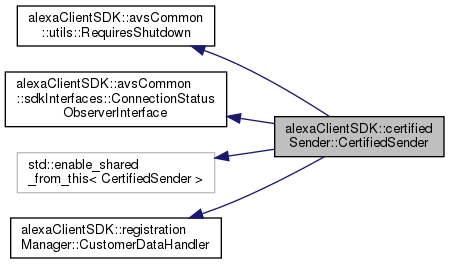 alexaClientSDK::avsCommon
::utils::RequiresShutdown
alexaClientSDK::avsCommon
::sdkInterfaces::ConnectionStatus
ObserverInterface
alexaClientSDK::certified
Sender::CertifiedSender
std::enable_shared
_from_this< CertifiedSender >
alexaClientSDK::registration
Manager::CustomerDataHandler